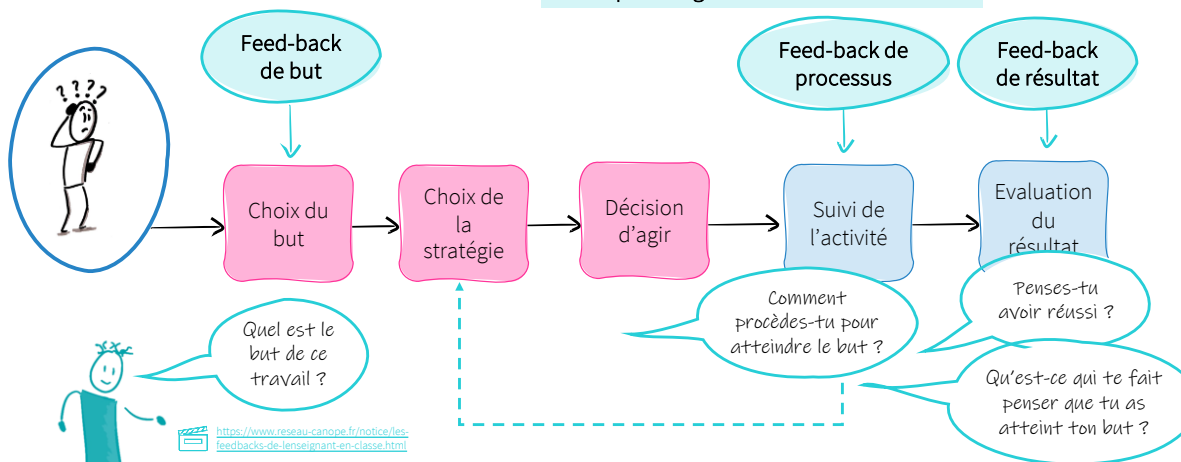 Feed-back
de but
Feed-back de
processus
Feed-back
de résultat
????
Choix du
but
Choix de
la
stratégie
Décision
d'agir
Suivi de
l'activité
Evaluation
du
résultat
Quel est le
but de ce
travail ?
Comment
procèdes-tu pour
atteindre le but ?
Penses-tu
avoir réussi ?
Qu'est-ce qui te fait
penser que tu as
atteint ton but ?
https://www.reseau-canope.fr/notice/les-
feedbacks-de-lenseignant-en-classe.html